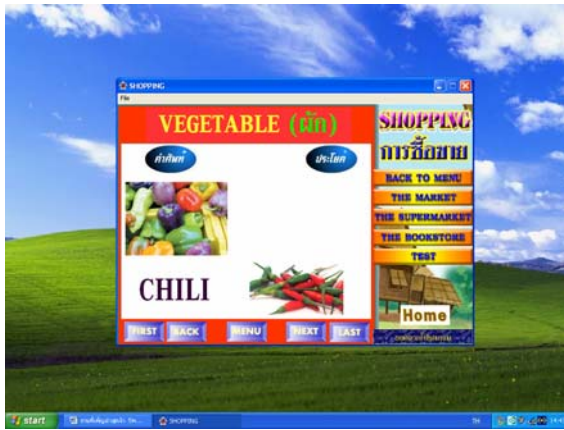 SHOPPING
File
VEGETABLE (ผัก)
คำศัพท์
ประโยค
CHILI
FIRST
BACK
MENU
NEXT
LAST
SHOPPING
การซื้อขาย
BACK TO MENU
THE MARKET
THE SUPERMARKET
THE BOOKSTORE
TEST
Home
start
SHOPPING
TH